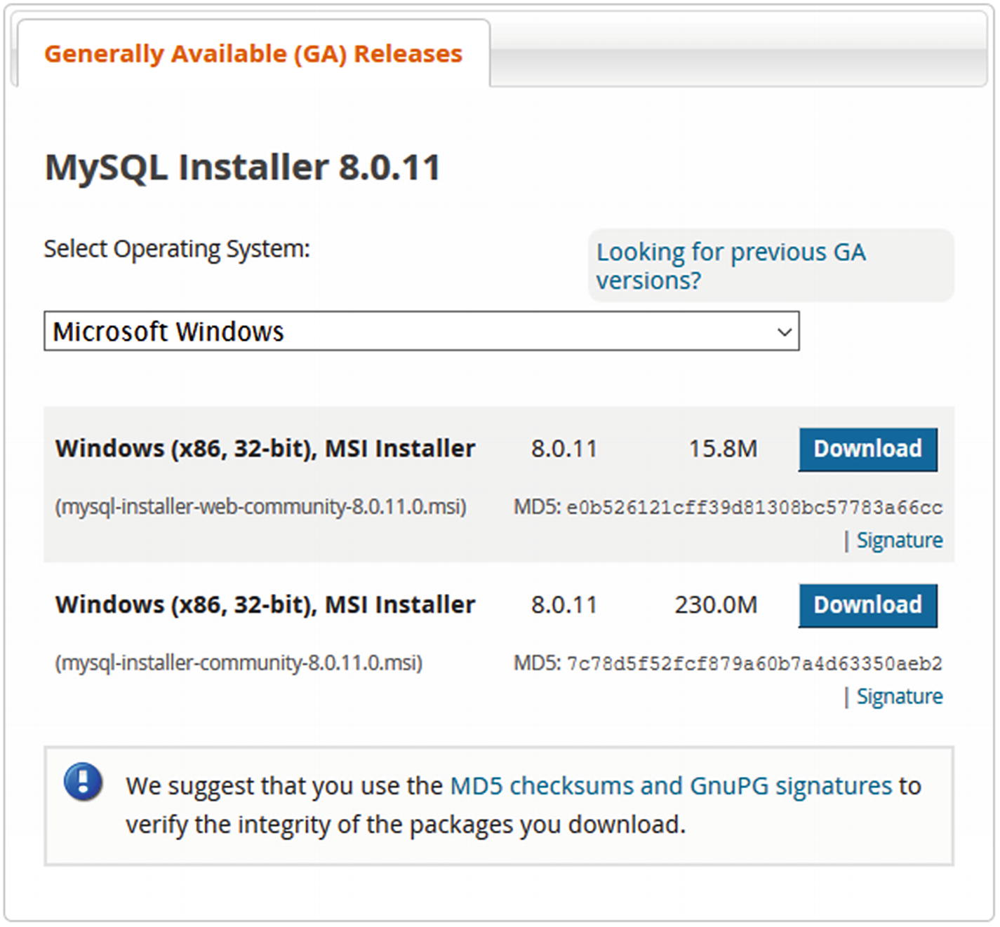 Generally Available (GA) Releases
MySQL Installer 8.0.11
Select Operating System:
Looking for previous GA
versions?
Microsoft Windows
Windows (x86, 32-bit), MSI Installer 8.0.11 15.8M Download
(mysql-installer-web-community-8.0.11.0.msi) MD5: e0b526121cff39d81308bc57783a66cc
| Signature
Windows (x86, 32-bit), MSI Installer 8.0.11 230.0M Download
(mysql-installer-community-8.0.11.0.msi) MD5: 7c78d5f52fcf879a60b7a4d63350aeb2
| Signature
We suggest that you use the MD5 checksums and GnuPG signatures to
verify the integrity of the packages you download.